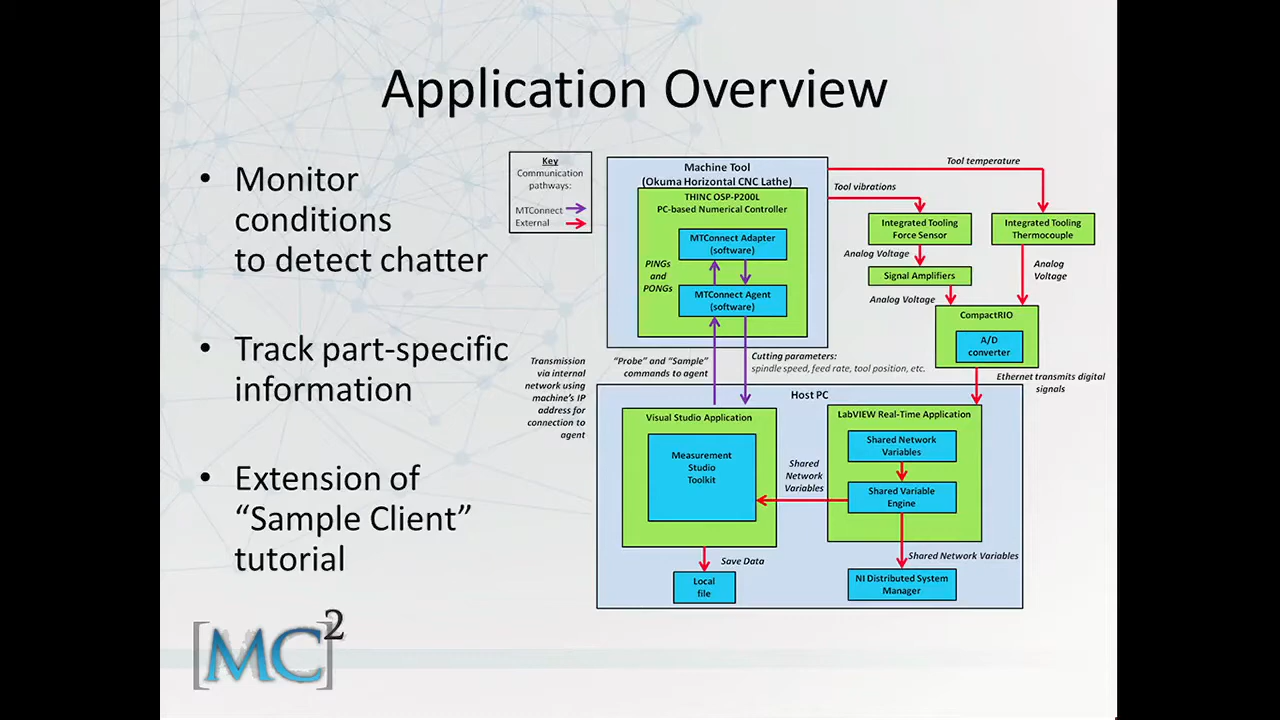 Application Overview
• Monitor
conditions
to detect chatter
• Track part-specific
information
• Extension of
“Sample Client”
tutorial
[MC]2
Key
Communication
pathways:
MTConnect
External
Machine Tool
(Okuma Horizontal CNC Lathe)
THINC OSP-P200L
PC-based Numerical Controller
MTConnect Adapter
(software)
PINGs
and
PONGs
MTConnect Agent
(software)
Tool temperature
Tool vibrations
Integrated Tooling
Force Sensor
Integrated Tooling
Thermocouple
Analog Voltage
Analog
Voltage
Signal Amplifiers
Analog Voltage
CompactRIO
A/D
converter
Ethernet transmits digital
signals
Transmission
via internal
network using
machine’s IP
address for
connection to
agent
“Probe” and “Sample”
commands to agent
Cutting parameters:
spindle speed, feed rate, tool position, etc.
Host PC
Visual Studio Application
Measurement
Studio
Toolkit
Shared
Network
Variables
LabVIEW Real-Time Application
Shared Network
Variables
Shared Variable
Engine
Save Data
Local
file
Shared Network Variables
NI Distributed System
Manager